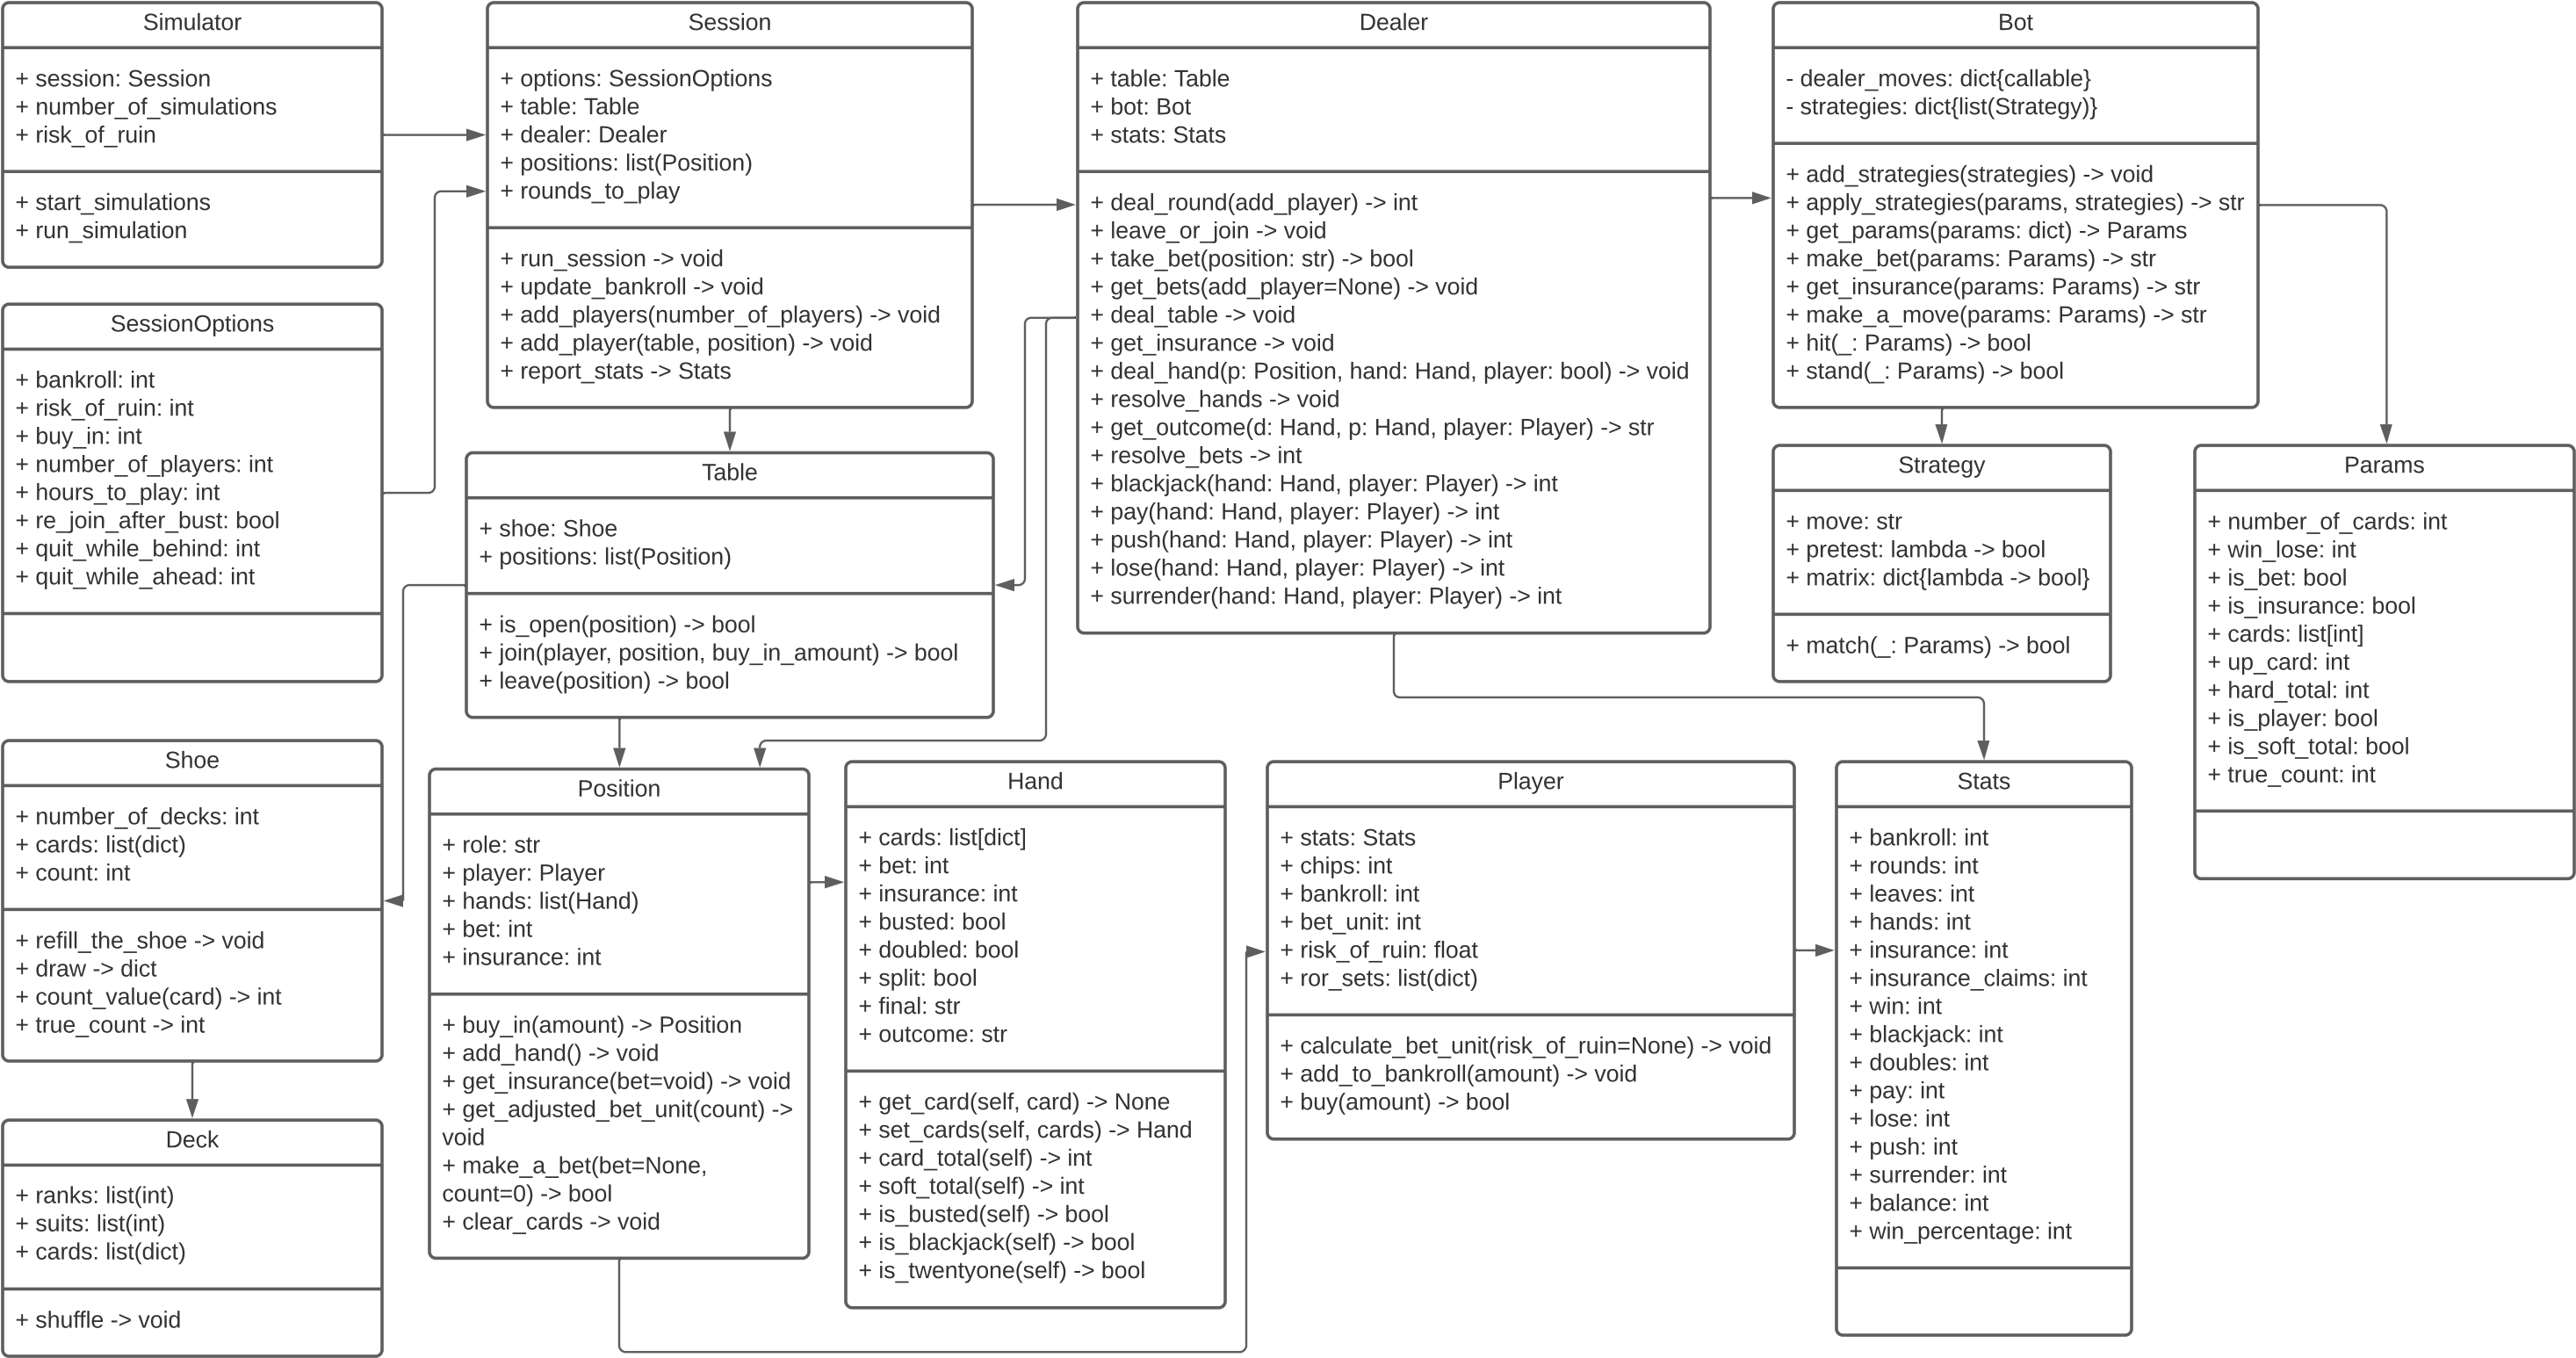 Simulator
+ session: Session
+ number_of_simulations
+ risk_of_ruin
+ start_simulations
+ run_simulation
SessionOptions
+ bankroll: int
+ risk_of_ruin: int
+ buy_in: int
+ number_of_players: int
+ hours_to_play: int
+ re_join_after_bust: bool
+ quit_while_behind: int
+ quit_while_ahead: int
Shoe
+ number_of_decks: int
+ cards: list(dict)
+ count: int
+ refill_the_shoe -> void
+ draw -> dict
+ count_value(card) -> int
+ true_count -> int
Deck
+ ranks: list(int)
+ suits: list(int)
+ cards: list(dict)
+ shuffle -> void
Session
+ options: SessionOptions
+ table: Table
+ dealer: Dealer
+ positions: list(Position)
+ rounds_to_play
+ run_session -> void
+ update_bankroll -> void
+ add_players(number_of_players) -> void
+ add_player(table, position) -> void
+ report_stats -> Stats
Table
+ shoe: Shoe
+ positions: list(Position)
+ is_open(position) -> bool
+ join(player, position, buy_in_amount) -> bool
+ leave(position) -> bool
Position
+ role: str
+ player: Player
+ hands: list(Hand)
+ bet: int
+ insurance: int
+ buy_in(amount) -> Position
+ add_hand() -> void
+ get_insurance(bet=void) -> void
+ get_adjusted_bet_unit(count) ->
void
+ make_a_bet(bet=None,
count=0) -> bool
+ clear_cards -> void
Hand
+ cards: list[dict]
+ bet: int
+ insurance: int
+ busted: bool
+ doubled: bool
+ split: bool
+ final: str
+ outcome: str
+ get_card(self, card) -> None
+ set_cards(self, cards) -> Hand
+ card_total(self) -> int
+ soft_total(self) -> int
+ is_busted(self) -> bool
+ is_blackjack(self) -> bool
+ is_twentyone(self) -> bool
Dealer
+ table: Table
+ bot: Bot
+ stats: Stats
+ deal_round(add_player) -> int
+ leave_or_join -> void
+ take_bet(position: str) -> bool
+ get_bets(add_player=None) -> void
+ deal_table -> void
+ get_insurance -> void
+ deal_hand(p: Position, hand: Hand, player: bool) -> void
+ resolve_hands -> void
+ get_outcome(d: Hand, p: Hand, player: Player) -> str
+ resolve_bets -> int
+ blackjack(hand: Hand, player: Player) -> int
+ pay(hand: Hand, player: Player) -> int
+ push(hand: Hand, player: Player) -> int
+ lose(hand: Hand, player: Player) -> int
+ surrender(hand: Hand, player: Player) -> int
Player
+ stats: Stats
+ chips: int
+ bankroll: int
+ bet_unit: int
+ risk_of_ruin: float
+ ror_sets: list(dict)
+ calculate_bet_unit(risk_of_ruin=None) -> void
+ add_to_bankroll(amount) -> void
+ buy(amount) -> bool
Bot
- dealer_moves: dict{callable}
- strategies: dict{list(Strategy)}
+ add_strategies(strategies) -> void
+ apply_strategies(params, strategies) -> str
+ get_params(params: dict) -> Params
+ make_bet(params: Params) -> str
+ get_insurance(params: Params) -> str
+ make_a_move(params: Params) -> str
+ hit(_: Params) -> bool
+ stand(_: Params) -> bool
Strategy
+ move: str
+ pretest: lambda -> bool
+ matrix: dict{lambda -> bool}
+ match(_: Params) -> bool
Params
+ number_of_cards: int
+ win_lose: int
+ is_bet: bool
+ is_insurance: bool
+ cards: list[int]
+ up_card: int
+ hard_total: int
+ is_player: bool
+ is_soft_total: bool
+ true_count: int
Stats
+ bankroll: int
+ rounds: int
+ leaves: int
+ hands: int
+ insurance: int
+ insurance_claims: int
+ win: int
+ blackjack: int
+ doubles: int
+ pay: int
+ lose: int
+ push: int
+ surrender: int
+ balance: int
+ win_percentage: int